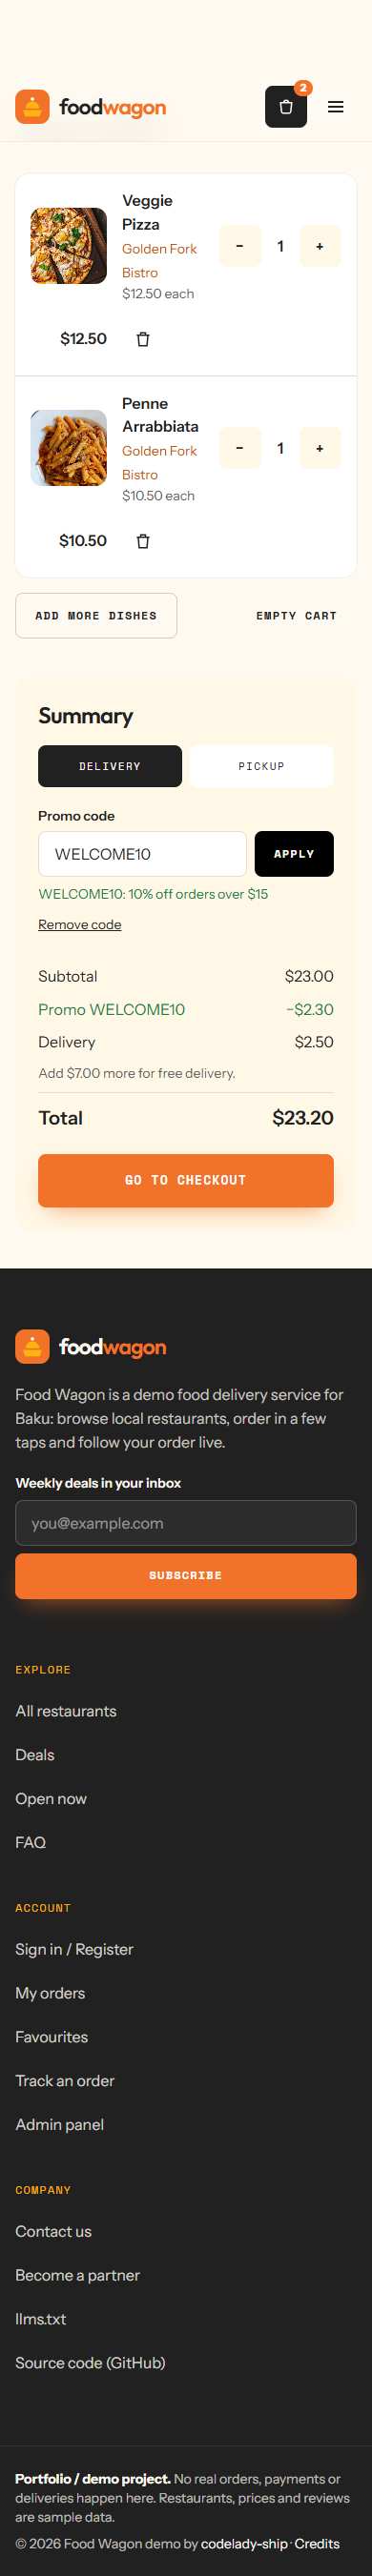 2
foodwagon
Veggie
Pizza
Golden Fork
Bistro
$12.50 each
- 1 +
$12.50
Penne
Arrabbiata
Golden Fork
Bistro
$10.50 each
- 1 +
$10.50
ADD MORE DISHES EMPTY CART
Summary
DELIVERY PICKUP
Promo code
WELCOME10 APPLY
WELCOME10: 10% off orders over $15
Remove code
Subtotal $23.00
Promo WELCOME10 −$2.30
Delivery $2.50
Add $7.00 more for free delivery.
Total $23.20
GO TO CHECKOUT
foodwagon
Food Wagon is a demo food delivery service for
Baku: browse local restaurants, order in a few
taps and follow your order live.
Weekly deals in your inbox
you@example.com
SUBSCRIBE
EXPLORE
All restaurants
Deals
Open now
FAQ
ACCOUNT
Sign in / Register
My orders
Favourites
Track an order
Admin panel
COMPANY
Contact us
Become a partner
llms.txt
Source code (GitHub)
Portfolio / demo project. No real orders, payments or
deliveries happen here. Restaurants, prices and reviews
are sample data.
© 2026 Food Wagon demo by codelady-ship · Credits